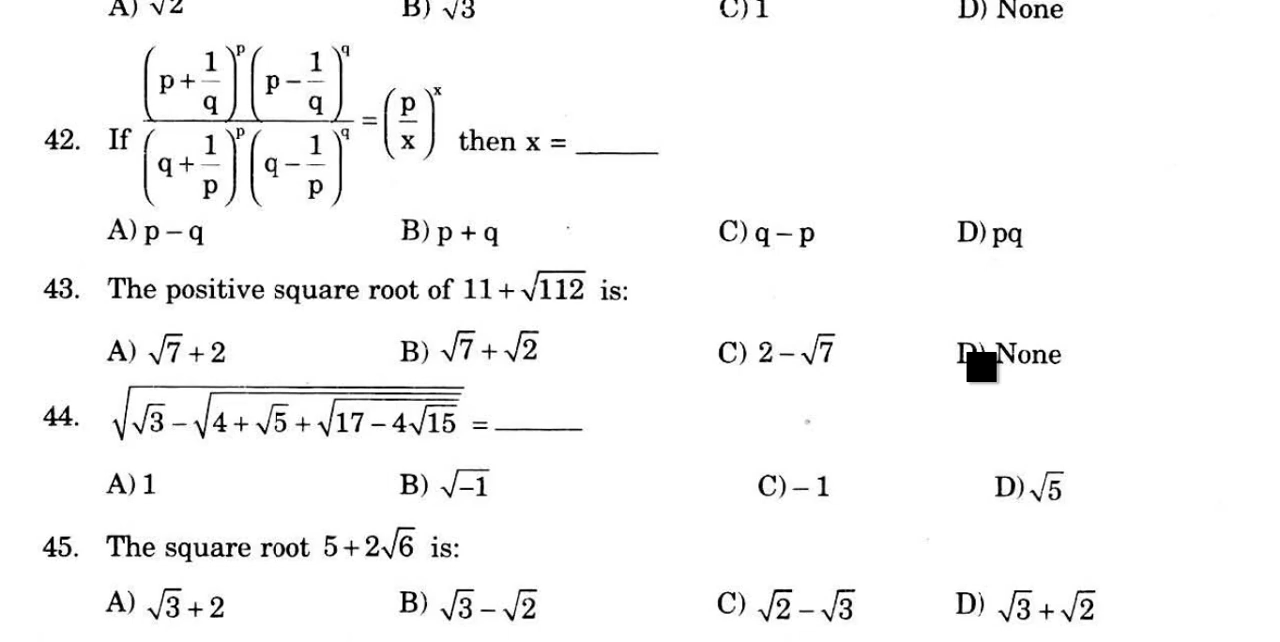 A) √2 B) √3 C) 1 D) None
42. If ((p + 1/q)^p (p − 1/q)^q) / ((q + 1/p)^p (q − 1/p)^q) = (p/x)^x then x = ______
A) p – q B) p + q C) q – p D) pq
43. The positive square root of 11 + √112 is:
A) √7 + 2 B) √7 + √2 C) 2 – √7 D) None
44. √(√3 – √(4 + √5 + √(17 – 4√15))) = ______
A) 1 B) √–1 C) – 1 D) √5
45. The square root 5 + 2√6 is:
A) √3 + 2 B) √3 – √2 C) √2 – √3 D) √3 + √2